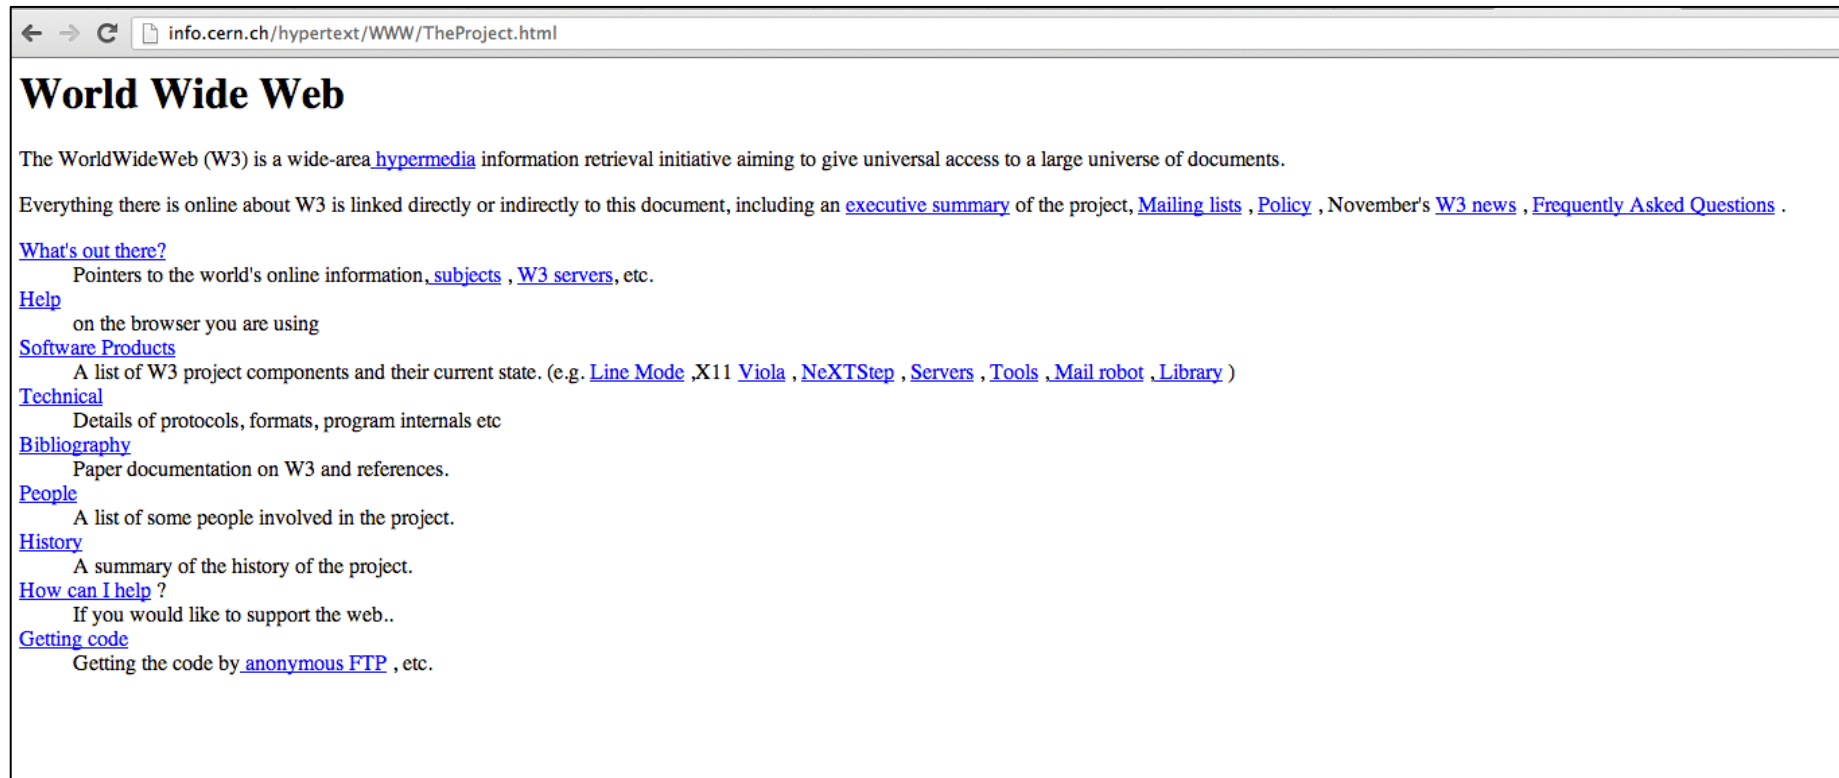 info.cern.ch/hypertext/WWW/TheProject.html
World Wide Web
The WorldWideWeb (W3) is a wide-area hypermedia information retrieval initiative aiming to give universal access to a large universe of documents.
Everything there is online about W3 is linked directly or indirectly to this document, including an executive summary of the project, Mailing lists , Policy , November's W3 news , Frequently Asked Questions .
What's out there?
Pointers to the world's online information, subjects , W3 servers, etc.
Help
on the browser you are using
Software Products
A list of W3 project components and their current state. (e.g. Line Mode ,X11 Viola , NeXTStep , Servers , Tools , Mail robot , Library )
Technical
Details of protocols, formats, program internals etc
Bibliography
Paper documentation on W3 and references.
People
A list of some people involved in the project.
History
A summary of the history of the project.
How can I help ?
If you would like to support the web..
Getting code
Getting the code by anonymous FTP , etc.